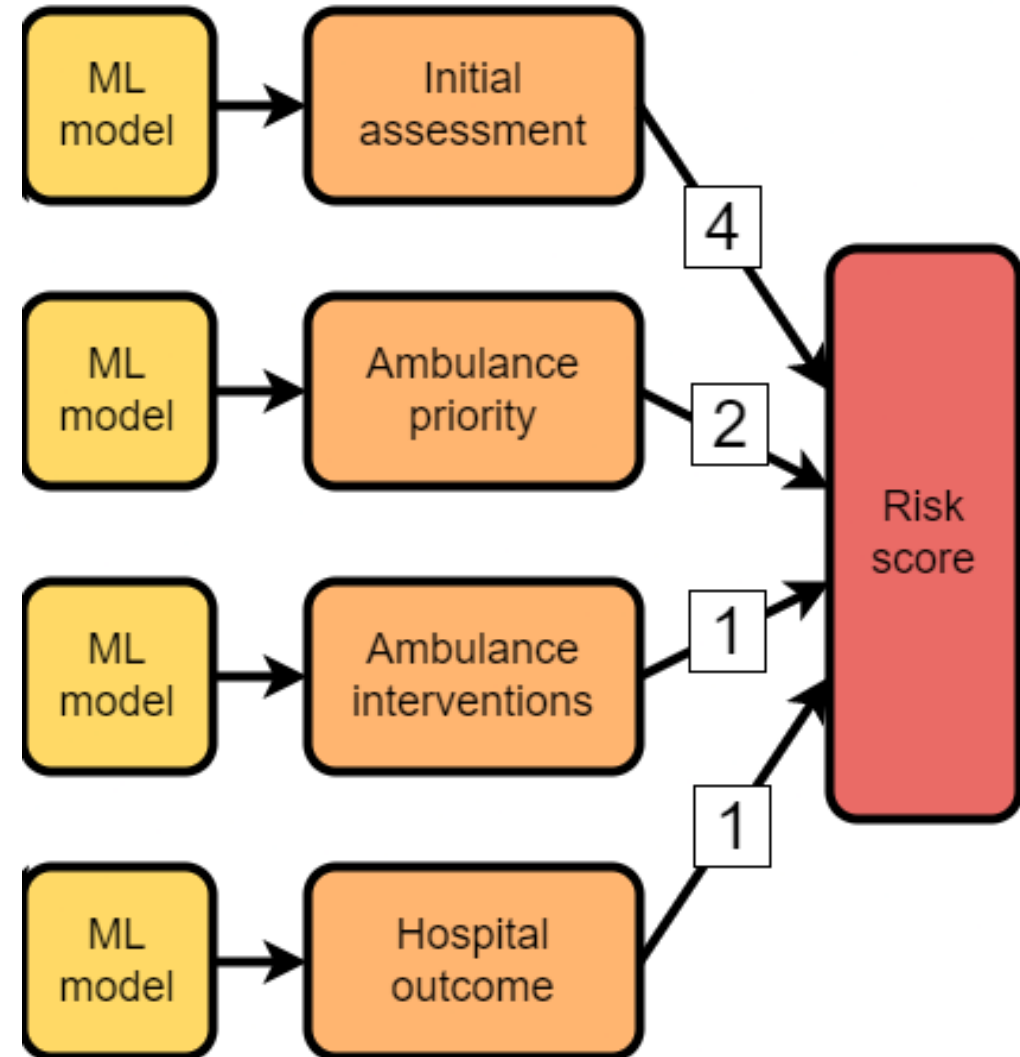 ML
model
Initial
assessment
4
ML
model
Ambulance
priority
2
Risk
score
ML
model
Ambulance
interventions
1
ML
model
Hospital
outcome
1